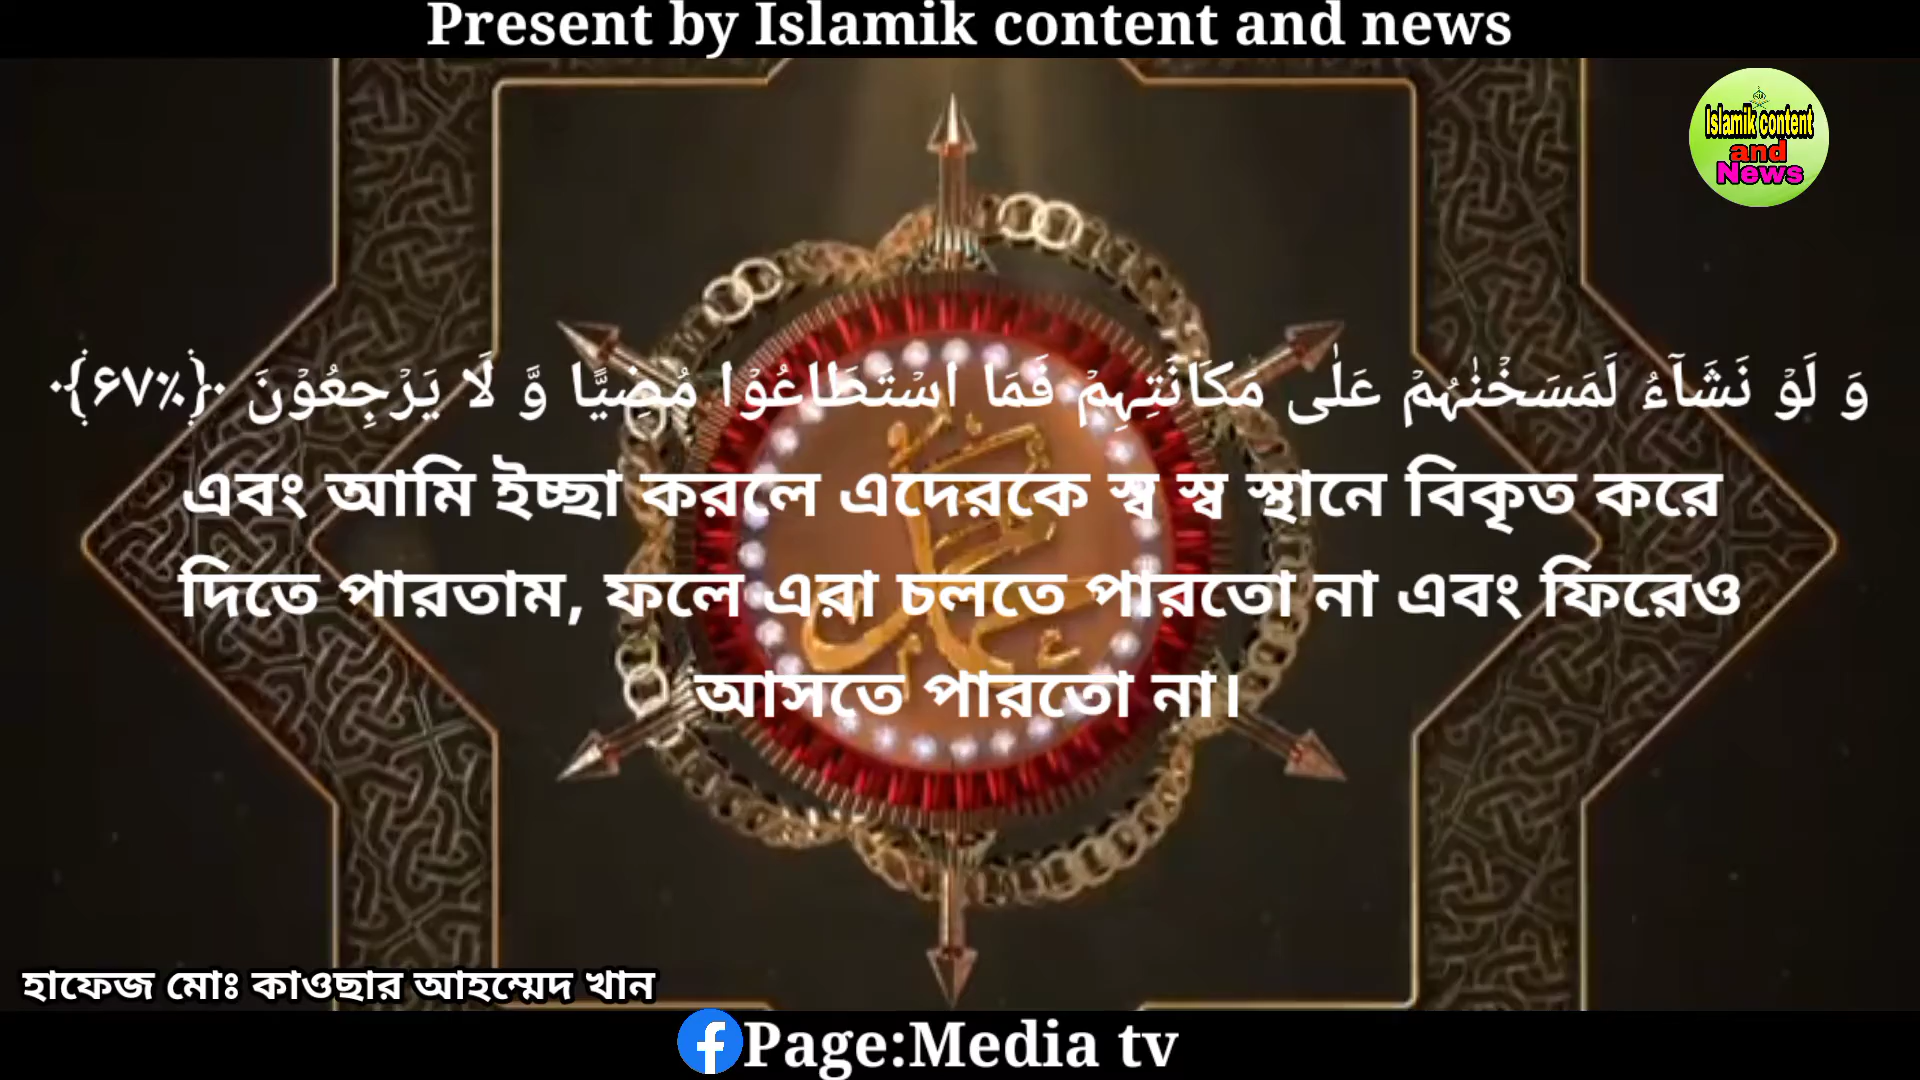 Present by Islamik content and news
Islamik content
and
News
وَ لَوۡ نَشَآءُ لَمَسَخۡنٰہُمۡ عَلٰی مَکَانَتِہِمۡ فَمَا اسۡتَطَاعُوۡا مُضِیًّا وَّ لَا یَرۡجِعُوۡنَ ﴿٪۶۷﴾
এবং আমি ইচ্ছা করলে এদেরকে স্ব স্ব স্থানে বিকৃত করে
দিতে পারতাম, ফলে এরা চলতে পারতো না এবং ফিরেও
আসতে পারতো না।
হাফেজ মোঃ কাওছার আহম্মেদ খান
Page:Media tv